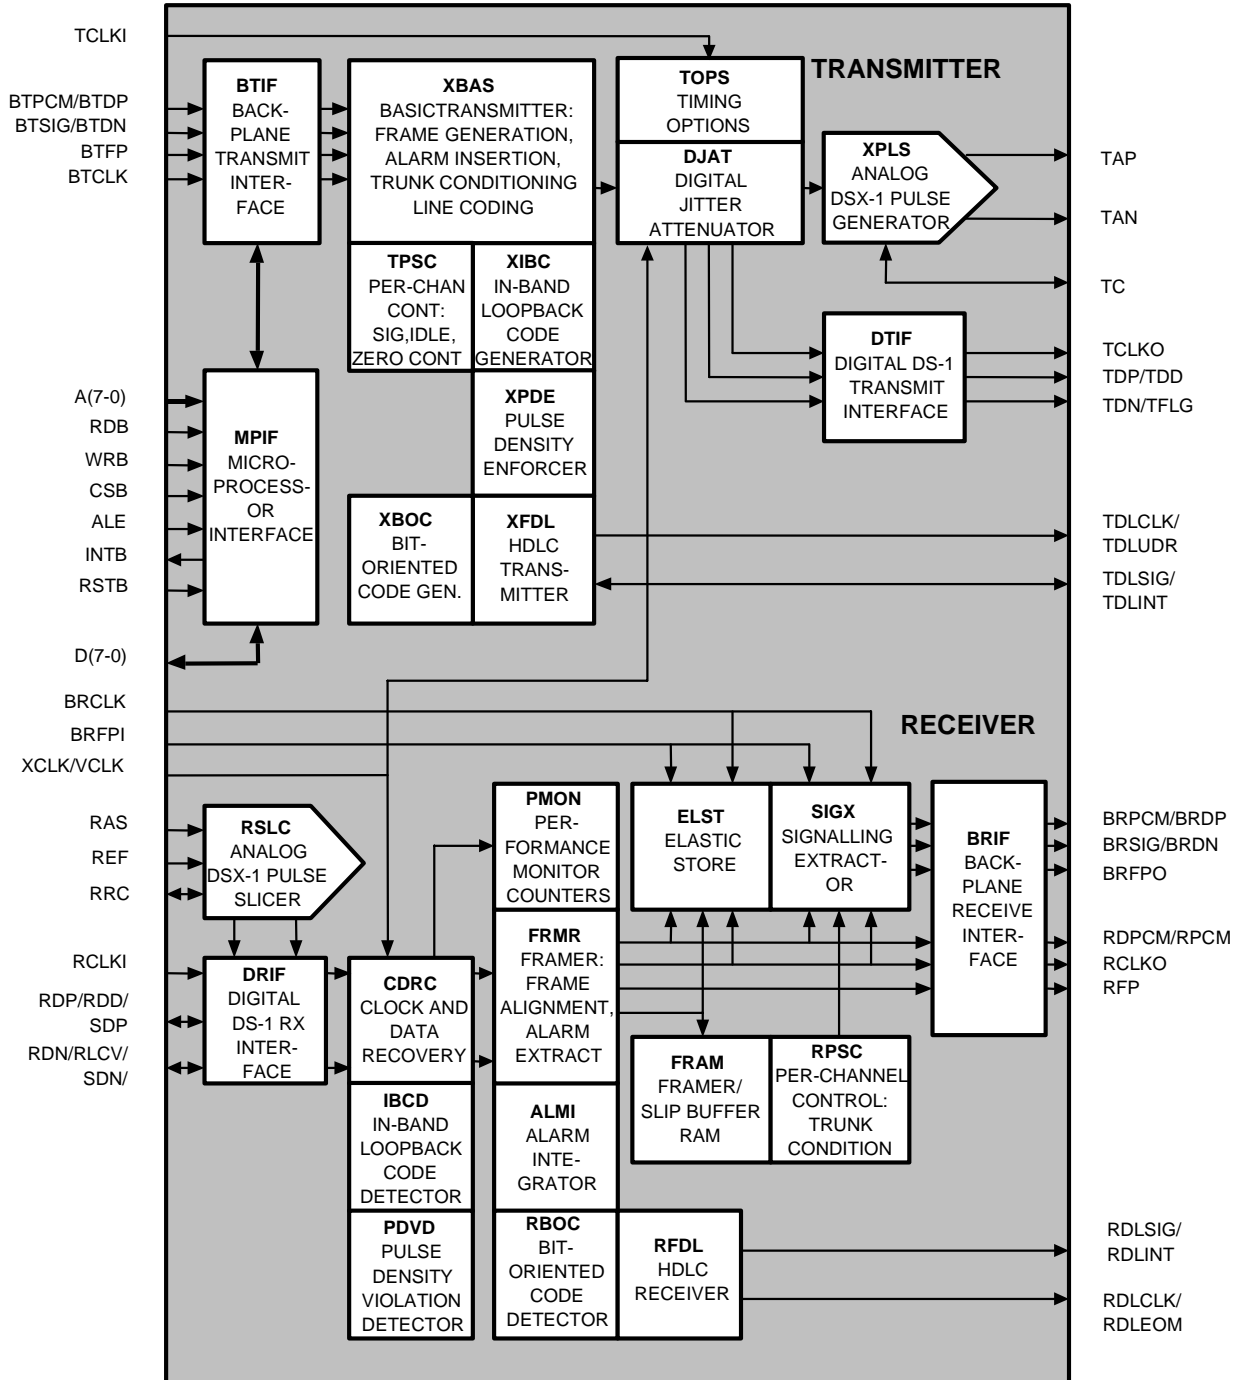 TCLKI
BTPCM/BTDP
BTSIG/BTDN
BTFP
BTCLK
BTIF
BACK-
PLANE
TRANSMIT
INTER-
FACE
XBAS
BASICTRANSMITTER:
FRAME GENERATION,
ALARM INSERTION,
TRUNK CONDITIONING
LINE CODING
TOPS
TIMING
OPTIONS
TRANSMITTER
DJAT
DIGITAL
JITTER
ATTENUATOR
XPLS
ANALOG
DSX-1 PULSE
GENERATOR
TAP
TAN
TC
TPSC
PER-CHAN
CONT:
SIG,IDLE,
ZERO CONT
XIBC
IN-BAND
LOOPBACK
CODE
GENERATOR
DTIF
DIGITAL DS-1
TRANSMIT
INTERFACE
TCLKO
TDP/TDD
TDN/TFLG
A(7-0)
RDB
WRB
CSB
ALE
INTB
RSTB
D(7-0)
MPIF
MICRO-
PROCESS-
OR
INTERFACE
XPDE
PULSE
DENSITY
ENFORCER
XBOC
BIT-
ORIENTED
CODE GEN.
XFDL
HDLC
TRANS-
MITTER
TDLCLK/
TDLUDR
TDLSIG/
TDLINT
BRCLK
BRFPI
XCLK/VCLK
RECEIVER
RAS
REF
RRC
RSLC
ANALOG
DSX-1 PULSE
SLICER
PMON
PER-
FORMANCE
MONITOR
COUNTERS
ELST
ELASTIC
STORE
SIGX
SIGNALLING
EXTRACT-
OR
BRIF
BACK-
PLANE
RECEIVE
INTER-
FACE
BRPCM/BRDP
BRSIG/BRDN
BRFPO
RDPCM/RPCM
RCLKO
RFP
RCLKI
RDP/RDD/
SDP
RDN/RLCV/
SDN/
DRIF
DIGITAL
DS-1 RX
INTER-
FACE
CDRC
CLOCK AND
DATA
RECOVERY
FRMR
FRAMER:
FRAME
ALIGNMENT,
ALARM
EXTRACT
FRAM
FRAMER/
SLIP BUFFER
RAM
RPSC
PER-CHANNEL
CONTROL:
TRUNK
CONDITION
IBCD
IN-BAND
LOOPBACK
CODE
DETECTOR
ALMI
ALARM
INTE-
GRATOR
PDVD
PULSE
DENSITY
VIOLATION
DETECTOR
RBOC
BIT-
ORIENTED
CODE
DETECTOR
RFDL
HDLC
RECEIVER
RDLSIG/
RDLINT
RDLCLK/
RDLEOM